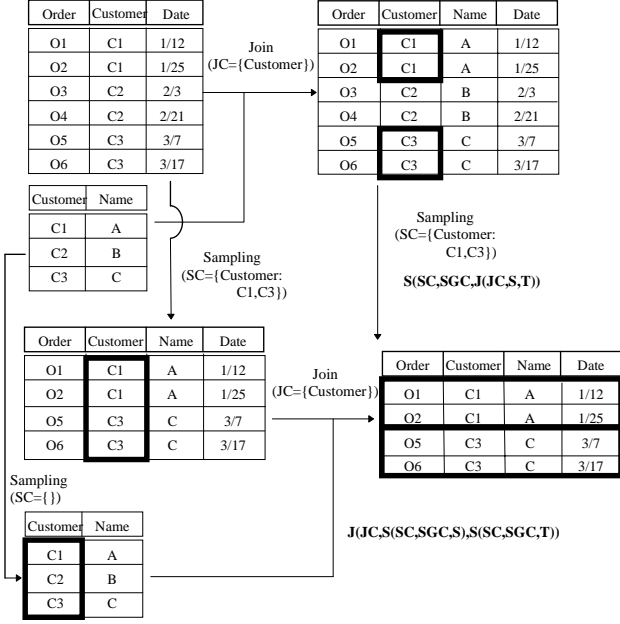 Order Customer Date
O1 C1 1/12
O2 C1 1/25
O3 C2 2/3
O4 C2 2/21
O5 C3 3/7
O6 C3 3/17
Join
(JC={Customer})
Order Customer Name Date
O1 C1 A 1/12
O2 C1 A 1/25
O3 C2 B 2/3
O4 C2 B 2/21
O5 C3 C 3/7
O6 C3 C 3/17
Customer Name
C1 A
C2 B
C3 C
Sampling
(SC={Customer:
C1,C3})
Sampling
(SC={Customer:
C1,C3})
S(SC,SGC,J(JC,S,T))
Order Customer Name Date
O1 C1 A 1/12
O2 C1 A 1/25
O5 C3 C 3/7
O6 C3 C 3/17
Join
(JC={Customer})
Order Customer Name Date
O1 C1 A 1/12
O2 C1 A 1/25
O5 C3 C 3/7
O6 C3 C 3/17
Sampling
(SC={})
Customer Name
C1 A
C2 B
C3 C
J(JC,S(SC,SGC,S),S(SC,SGC,T))